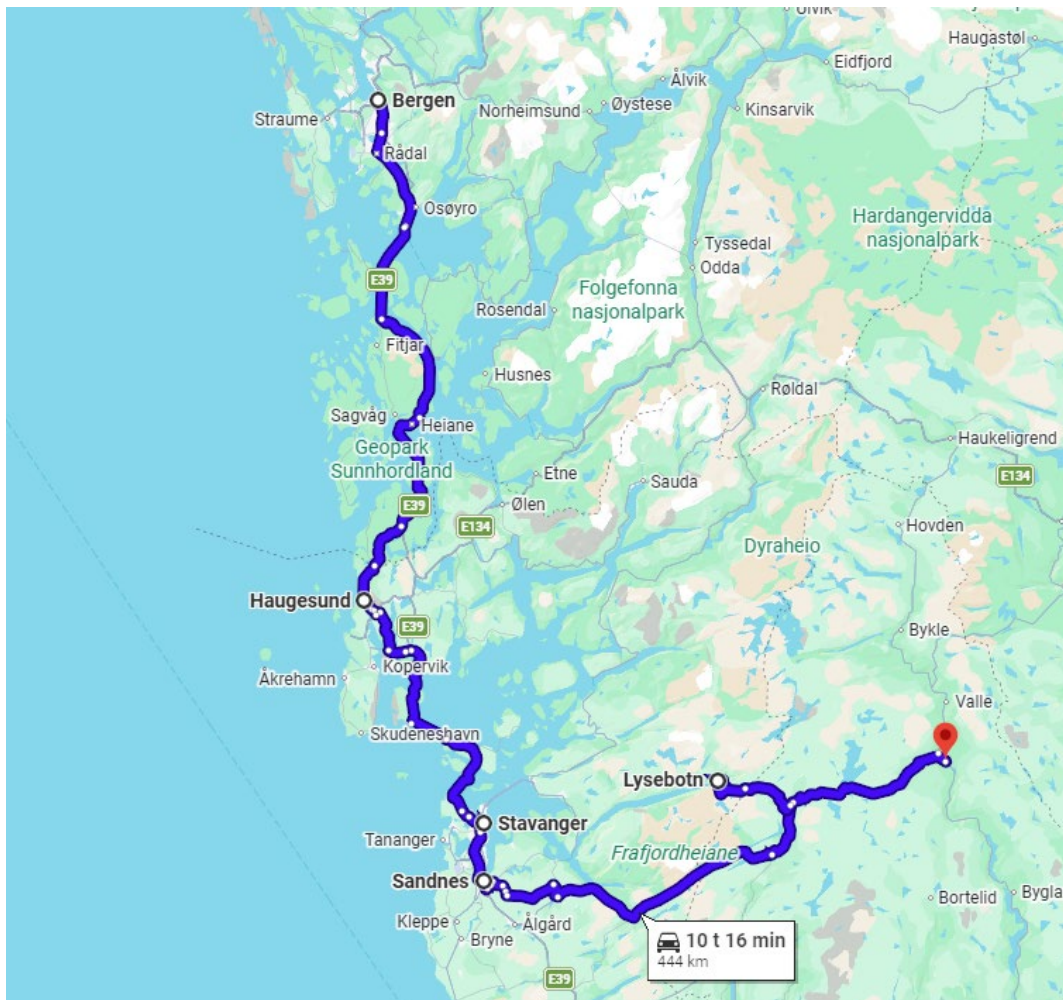 Ulvik
Haugastøl
Eidfjord
Ålvik
Bergen
Norheimsund
Øystese
Kinsarvik
Straume
Rådal
Osøyro
Hardangervidda
nasjonalpark
Tyssedal
Odda
E39
Folgefonna
nasjonalpark
Rosendal
Fitjar
Husnes
Røldal
Sagvåg
Heiane
Haukeligrend
Geopark
Sunnhordland
Etne
Sauda
E134
E39
Ølen
E134
Hovden
Dyraheio
Haugesund
E39
Bykle
Kopervik
Åkrehamn
Valle
Skudeneshavn
Lysebotn
Stavanger
Tananger
Frafjordheiane
Sandnes
Bortelid
Bygla
Kleppe
Ålgård
Bryne
10 t 16 min
444 km
E39